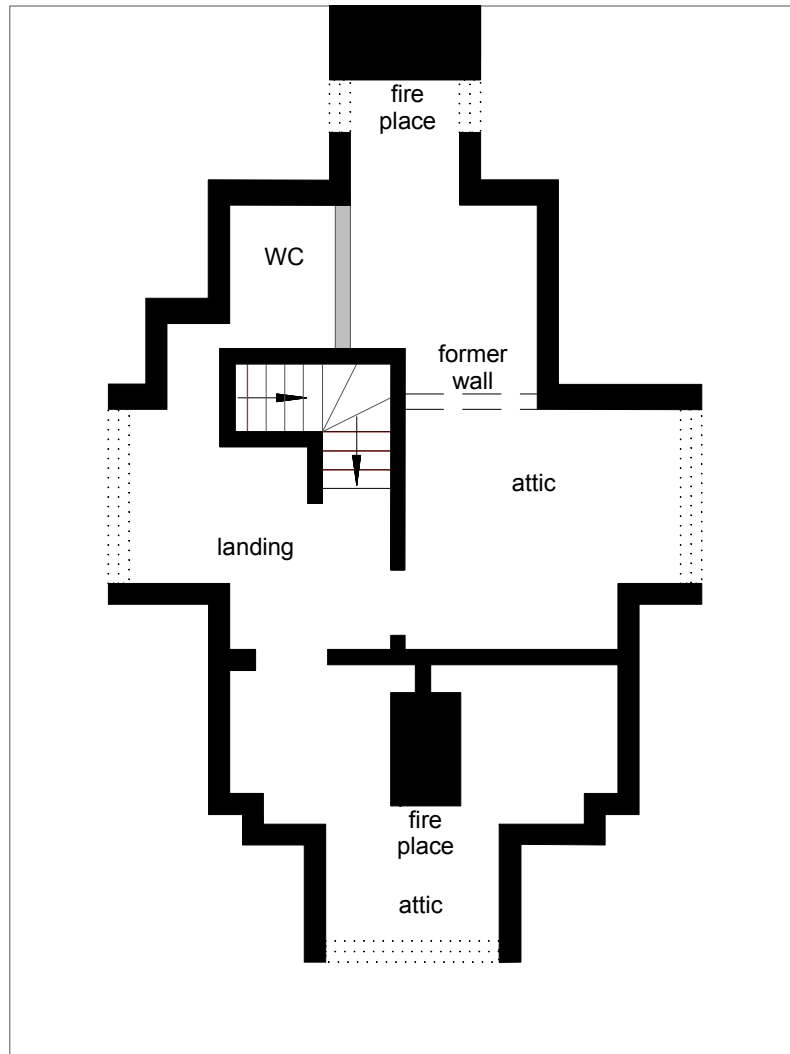 fire
place
WC
former
wall
attic
landing
fire
place
attic